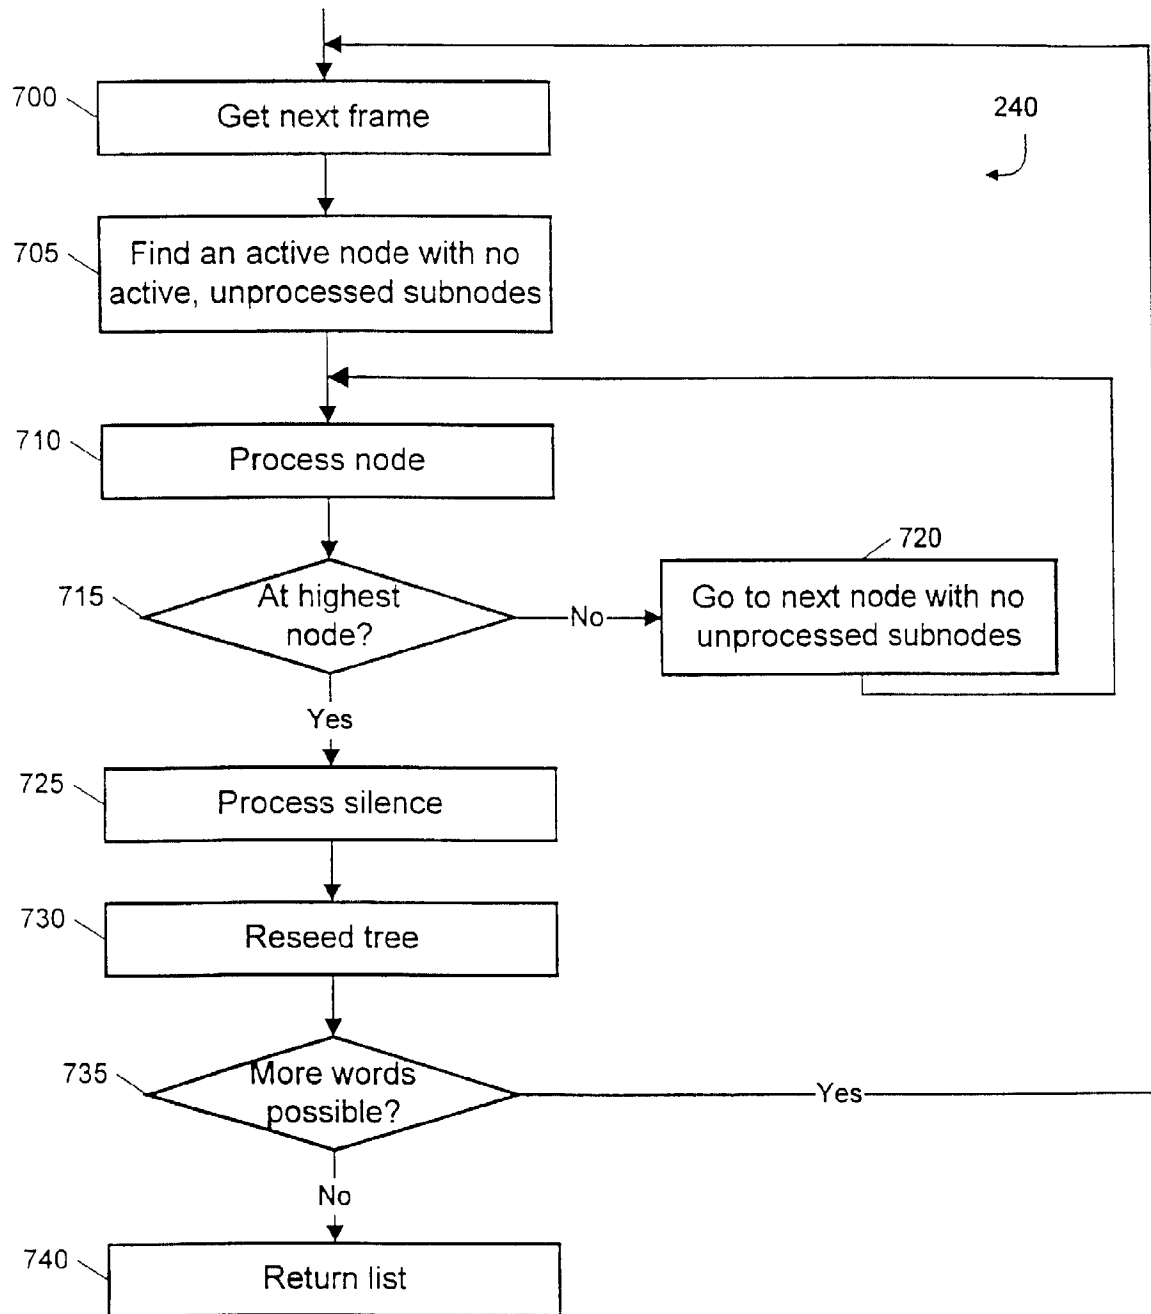 700
Get next frame
240
705
Find an active node with no
active, unprocessed subnodes
710
Process node
720
715
At highest
node?
No
Go to next node with no
unprocessed subnodes
Yes
725
Process silence
730
Reseed tree
735
More words
possible?
Yes
No
740
Return list